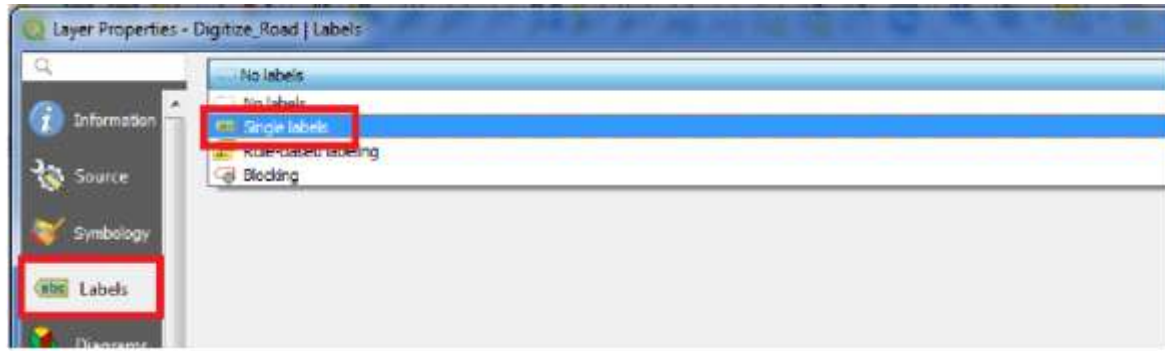 Layer Properties - Digitize_Road | Labels
No labels
No labels
Single labels
Rule-based labeling
Blocking
Information
Source
Symbology
abc Labels
Diagrams